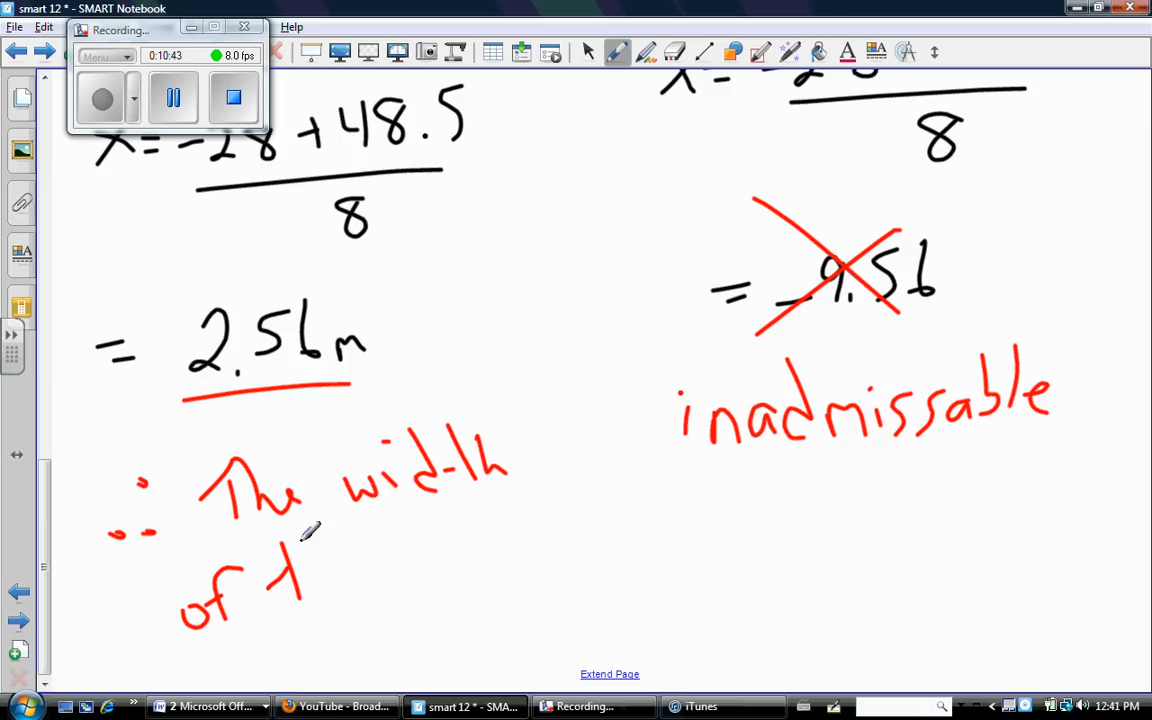 smart 12 * - SMART Notebook
File Edit Help
Recording...
Menu 0:10:43 8.0 fps
x = -28 + 48.5
8
x = -28
8
= 2.56 m
= -9.56
inadmissable
∴ The width
of t
Extend Page
2 Microsoft Off... YouTube - Broad... smart 12 * - SMA... Recording... iTunes 12:41 PM